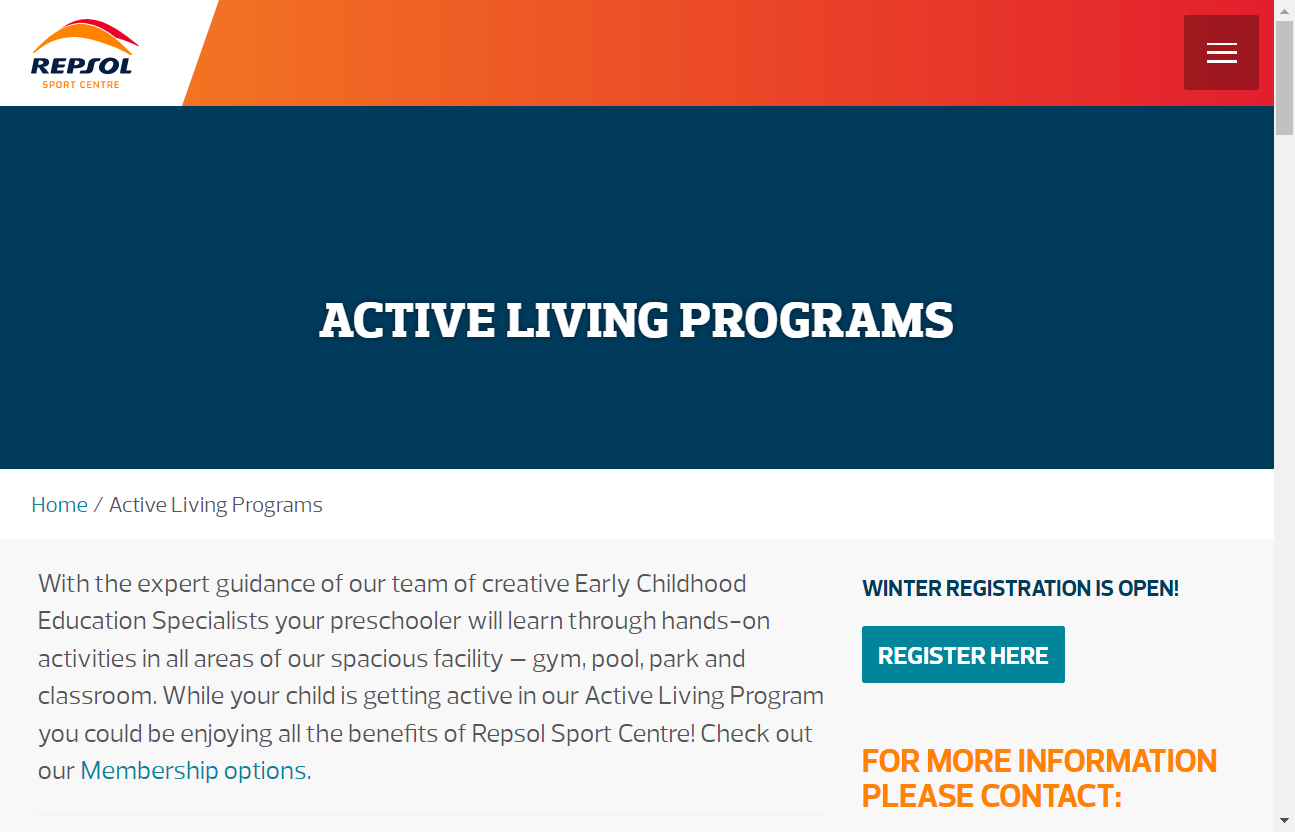 REPSOL
SPORT CENTRE
ACTIVE LIVING PROGRAMS
Home / Active Living Programs
With the expert guidance of our team of creative Early Childhood
Education Specialists your preschooler will learn through hands-on
activities in all areas of our spacious facility – gym, pool, park and
classroom. While your child is getting active in our Active Living Program
you could be enjoying all the benefits of Repsol Sport Centre! Check out
our Membership options.
WINTER REGISTRATION IS OPEN!
REGISTER HERE
FOR MORE INFORMATION
PLEASE CONTACT: